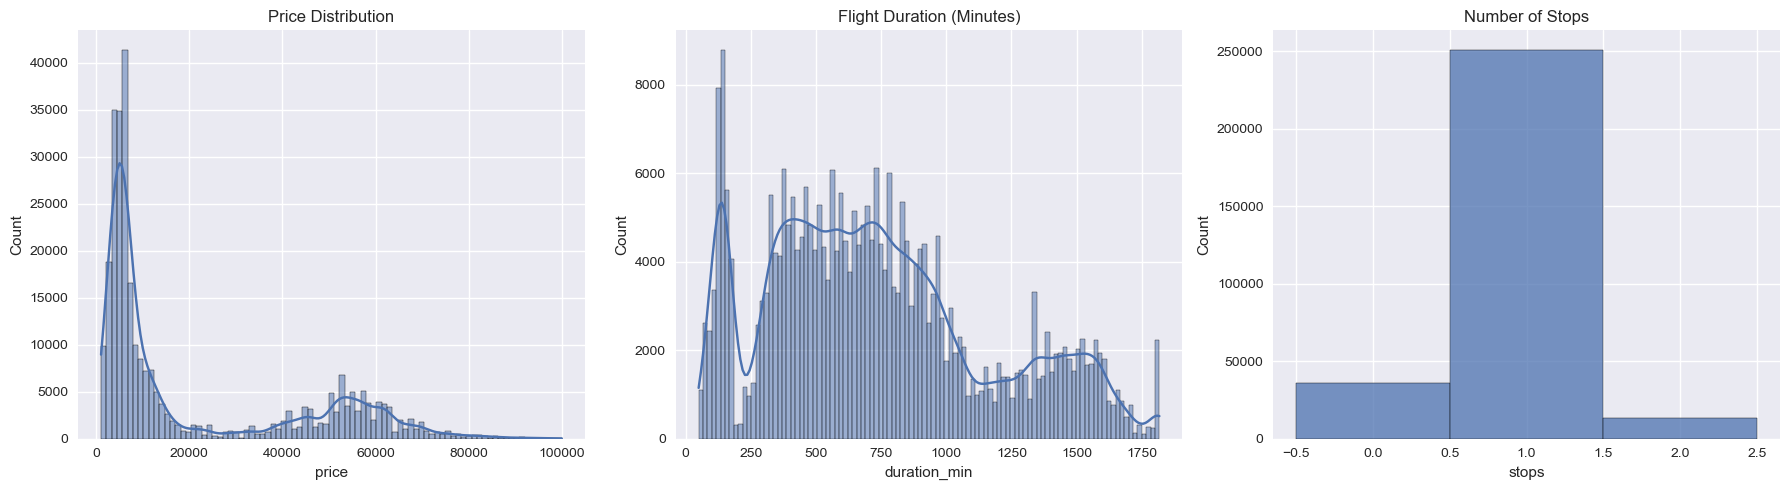 Price Distribution
40000
35000
30000
25000
20000
15000
10000
5000
0
Count
0 20000 40000 60000 80000 100000
price
Flight Duration (Minutes)
8000
6000
4000
2000
0
Count
0 250 500 750 1000 1250 1500 1750
duration_min
Number of Stops
250000
200000
150000
100000
50000
0
Count
−0.5 0.0 0.5 1.0 1.5 2.0 2.5
stops